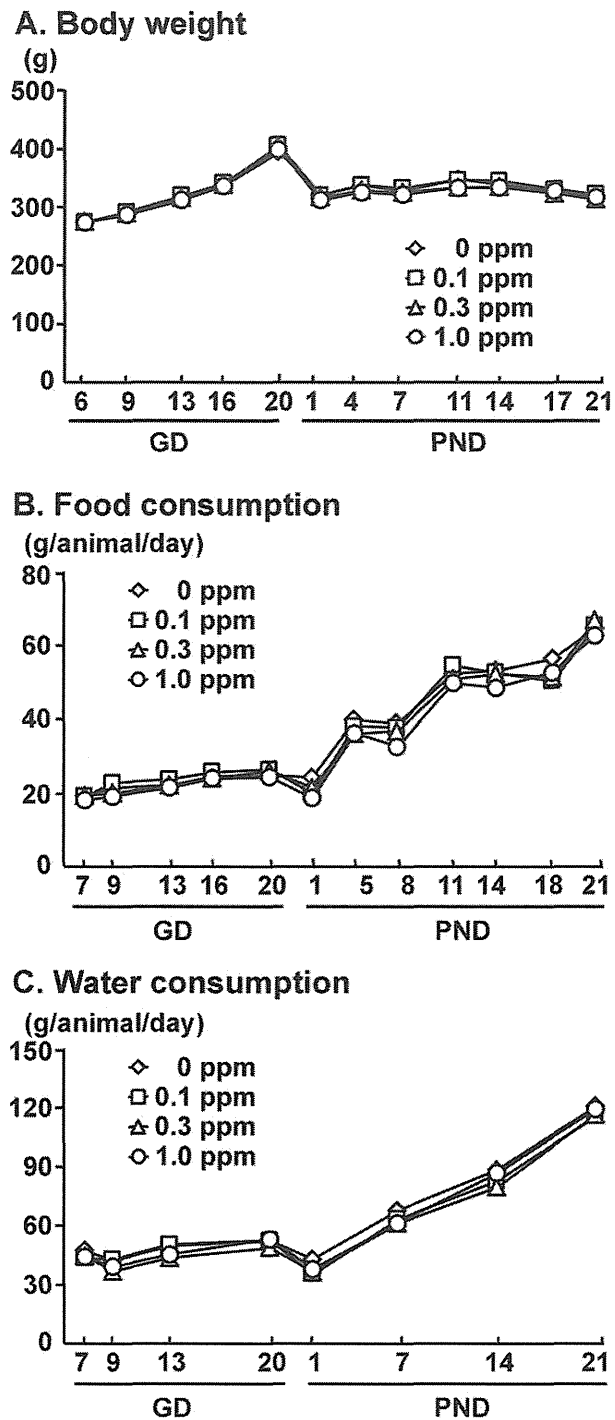 A. Body weight
(g)
500
400
300
200
100
0
0 ppm
0.1 ppm
0.3 ppm
1.0 ppm
6 9 13 16 20 1 4 7 11 14 17 21
GD PND
B. Food consumption
(g/animal/day)
80
60
40
20
0
0 ppm
0.1 ppm
0.3 ppm
1.0 ppm
7 9 13 16 20 1 5 8 11 14 18 21
GD PND
C. Water consumption
(g/animal/day)
150
120
90
60
30
0
0 ppm
0.1 ppm
0.3 ppm
1.0 ppm
7 9 13 20 1 7 14 21
GD PND